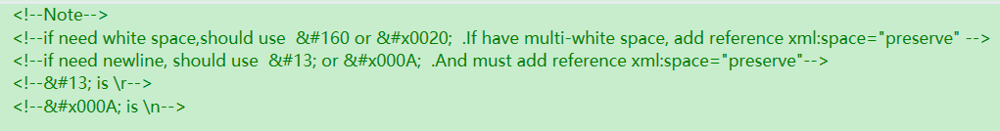 <!--Note-->
<!--if need white space,should use  &#160 or &#x0020;  .If have multi-white space, add reference xml:space="preserve" -->
<!--if need newline, should use  &#13; or &#x000A;  .And must add reference xml:space="preserve"-->
<!--&#13; is \r-->
<!--&#x000A; is \n-->